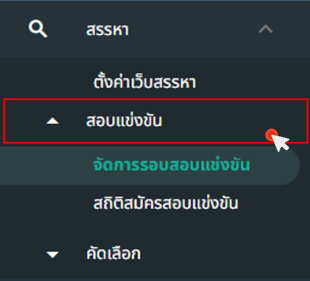 สรรหา
ตั้งค่าเว็บสรรหา
สอบแข่งขัน
จัดการรอบสอบแข่งขัน
สถิติสมัครสอบแข่งขัน
คัดเลือก